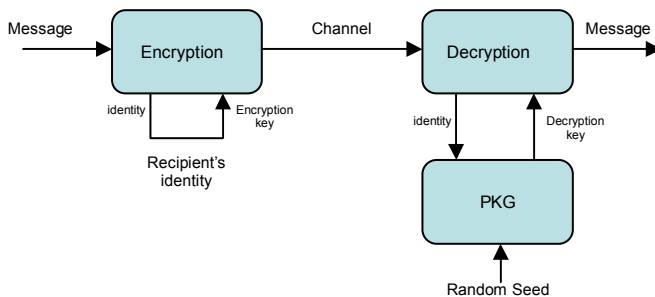 Message
Encryption
Channel
Decryption
Message
identity
Encryption
key
Recipient's
identity
identity
Decryption
key
PKG
Random Seed